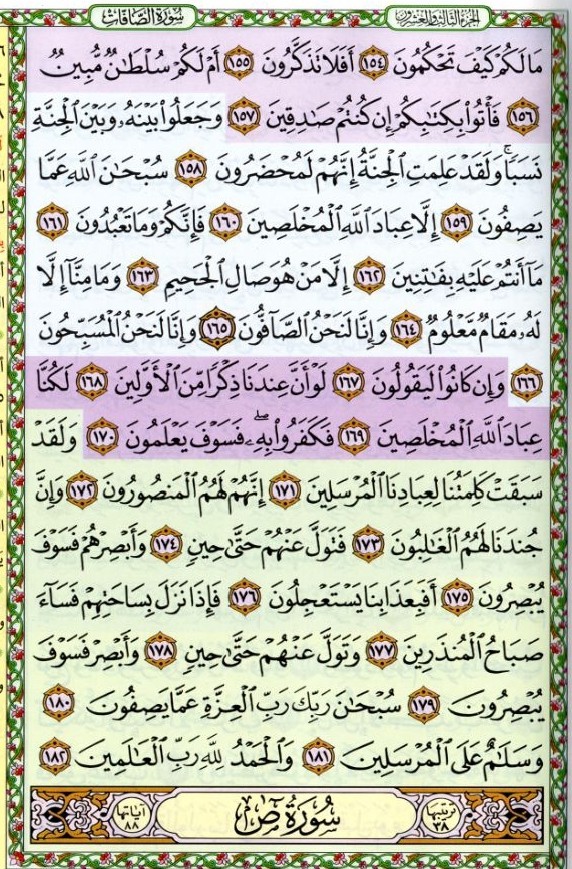 الجزء الثالث والعشرون
سورة الصافات
مَا لَكُمْ كَيْفَ تَحْكُمُونَ ١٥٤ أَفَلَا تَذَكَّرُونَ ١٥٥ أَمْ لَكُمْ سُلْطَٰنٌ مُّبِينٌ
١٥٦ فَأْتُوا۟ بِكِتَٰبِكُمْ إِن كُنتُمْ صَٰدِقِينَ ١٥٧ وَجَعَلُوا۟ بَيْنَهُۥ وَبَيْنَ ٱلْجِنَّةِ
نَسَبًا ۚ وَلَقَدْ عَلِمَتِ ٱلْجِنَّةُ إِنَّهُمْ لَمُحْضَرُونَ ١٥٨ سُبْحَٰنَ ٱللَّهِ عَمَّا
يَصِفُونَ ١٥٩ إِلَّا عِبَادَ ٱللَّهِ ٱلْمُخْلَصِينَ ١٦٠ فَإِنَّكُمْ وَمَا تَعْبُدُونَ ١٦١
مَآ أَنتُمْ عَلَيْهِ بِفَٰتِنِينَ ١٦٢ إِلَّا مَنْ هُوَ صَالِ ٱلْجَحِيمِ ١٦٣ وَمَا مِنَّآ إِلَّا
لَهُۥ مَقَامٌ مَّعْلُومٌ ١٦٤ وَإِنَّا لَنَحْنُ ٱلصَّآفُّونَ ١٦٥ وَإِنَّا لَنَحْنُ ٱلْمُسَبِّحُونَ
١٦٦ وَإِن كَانُوا۟ لَيَقُولُونَ ١٦٧ لَوْ أَنَّ عِندَنَا ذِكْرًا مِّنَ ٱلْأَوَّلِينَ ١٦٨ لَكُنَّا
عِبَادَ ٱللَّهِ ٱلْمُخْلَصِينَ ١٦٩ فَكَفَرُوا۟ بِهِۦ ۖ فَسَوْفَ يَعْلَمُونَ ١٧٠ وَلَقَدْ
سَبَقَتْ كَلِمَتُنَا لِعِبَادِنَا ٱلْمُرْسَلِينَ ١٧١ إِنَّهُمْ لَهُمُ ٱلْمَنصُورُونَ ١٧٢ وَإِنَّ
جُندَنَا لَهُمُ ٱلْغَٰلِبُونَ ١٧٣ فَتَوَلَّ عَنْهُمْ حَتَّىٰ حِينٍ ١٧٤ وَأَبْصِرْهُمْ فَسَوْفَ
يُبْصِرُونَ ١٧٥ أَفَبِعَذَابِنَا يَسْتَعْجِلُونَ ١٧٦ فَإِذَا نَزَلَ بِسَاحَتِهِمْ فَسَآءَ
صَبَاحُ ٱلْمُنذَرِينَ ١٧٧ وَتَوَلَّ عَنْهُمْ حَتَّىٰ حِينٍ ١٧٨ وَأَبْصِرْ فَسَوْفَ
يُبْصِرُونَ ١٧٩ سُبْحَٰنَ رَبِّكَ رَبِّ ٱلْعِزَّةِ عَمَّا يَصِفُونَ ١٨٠
وَسَلَٰمٌ عَلَى ٱلْمُرْسَلِينَ ١٨١ وَٱلْحَمْدُ لِلَّهِ رَبِّ ٱلْعَٰلَمِينَ ١٨٢
ترتيبها ٣٨ سُورَةُ صٓ آياتها ٨٨